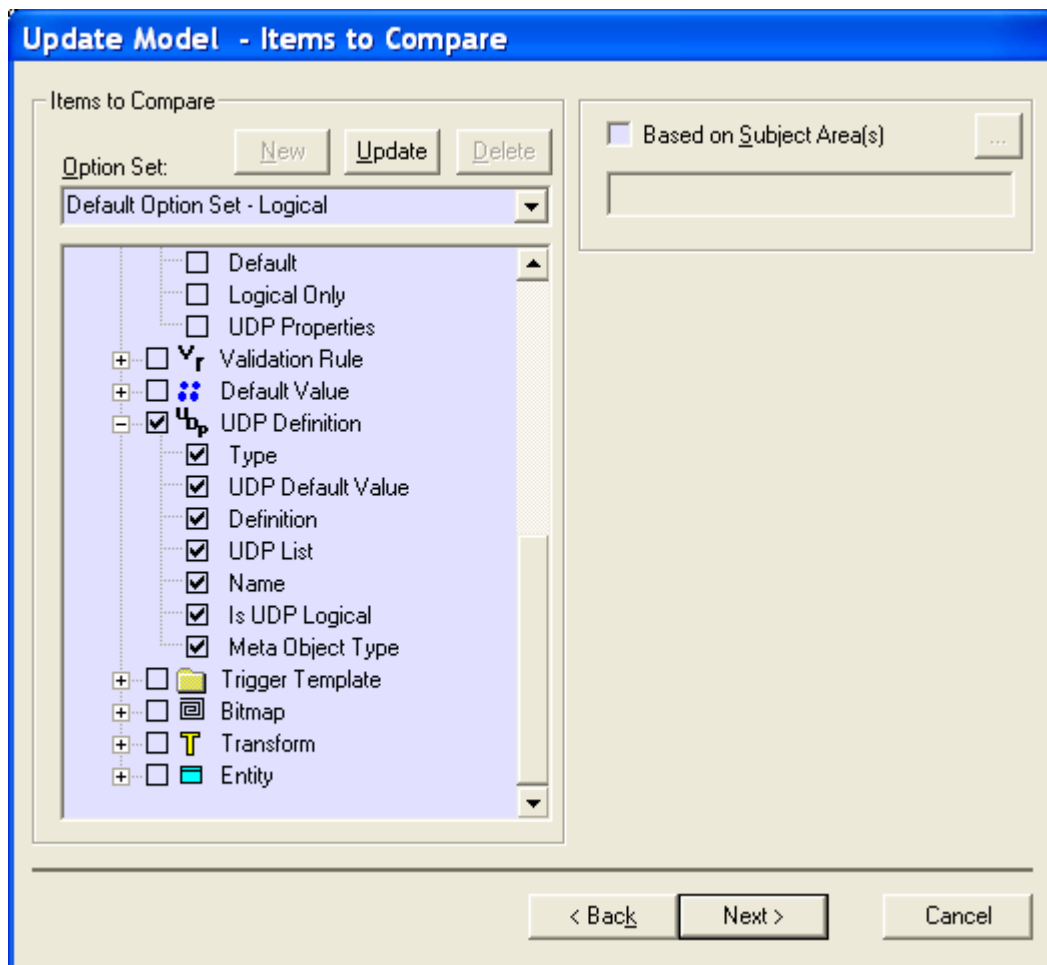 Update Model - Items to Compare
Items to Compare
New
Update
Delete
Option Set:
Default Option Set - Logical
Default
Logical Only
UDP Properties
Validation Rule
Default Value
UDP Definition
Type
UDP Default Value
Definition
UDP List
Name
Is UDP Logical
Meta Object Type
Trigger Template
Bitmap
Transform
Entity
Based on Subject Area(s)
...
< Back
Next >
Cancel